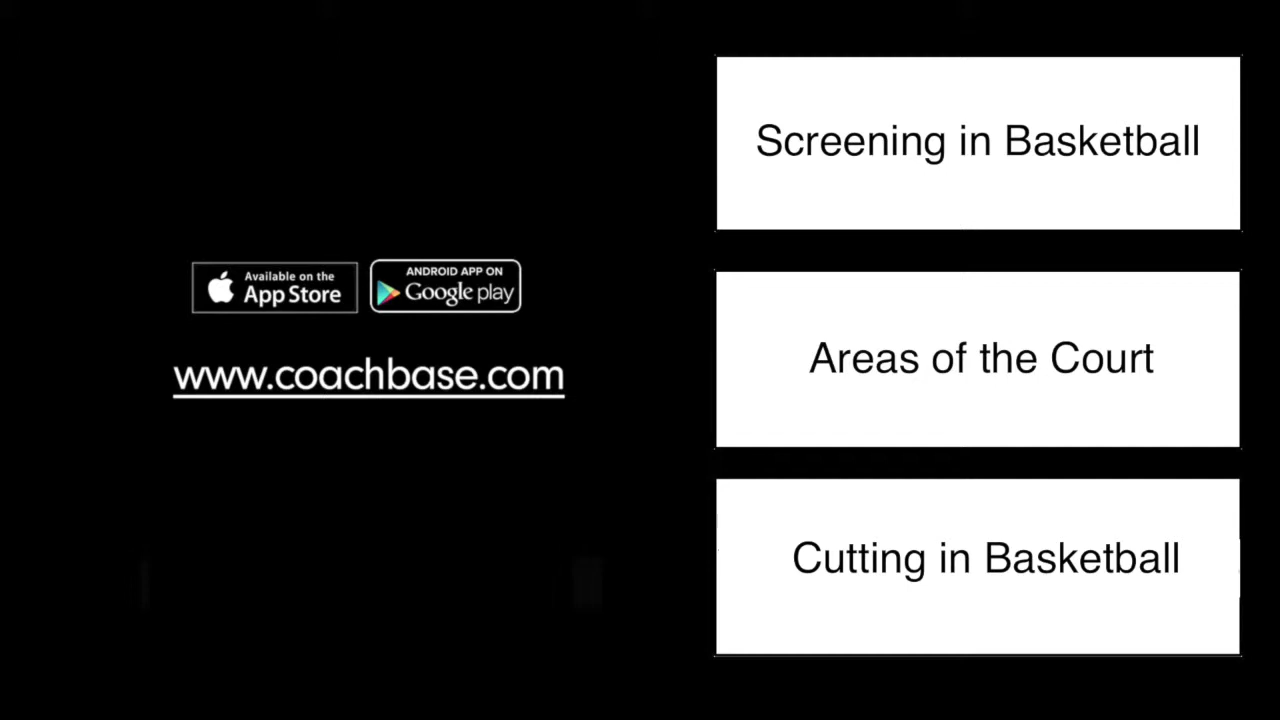 Available on the
App Store
ANDROID APP ON
Google play
www.coachbase.com
Screening in Basketball
Areas of the Court
Cutting in Basketball